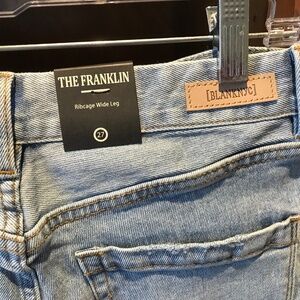 THE FRANKLIN
Ribcage Wide Leg
27
[BLANKNYC]